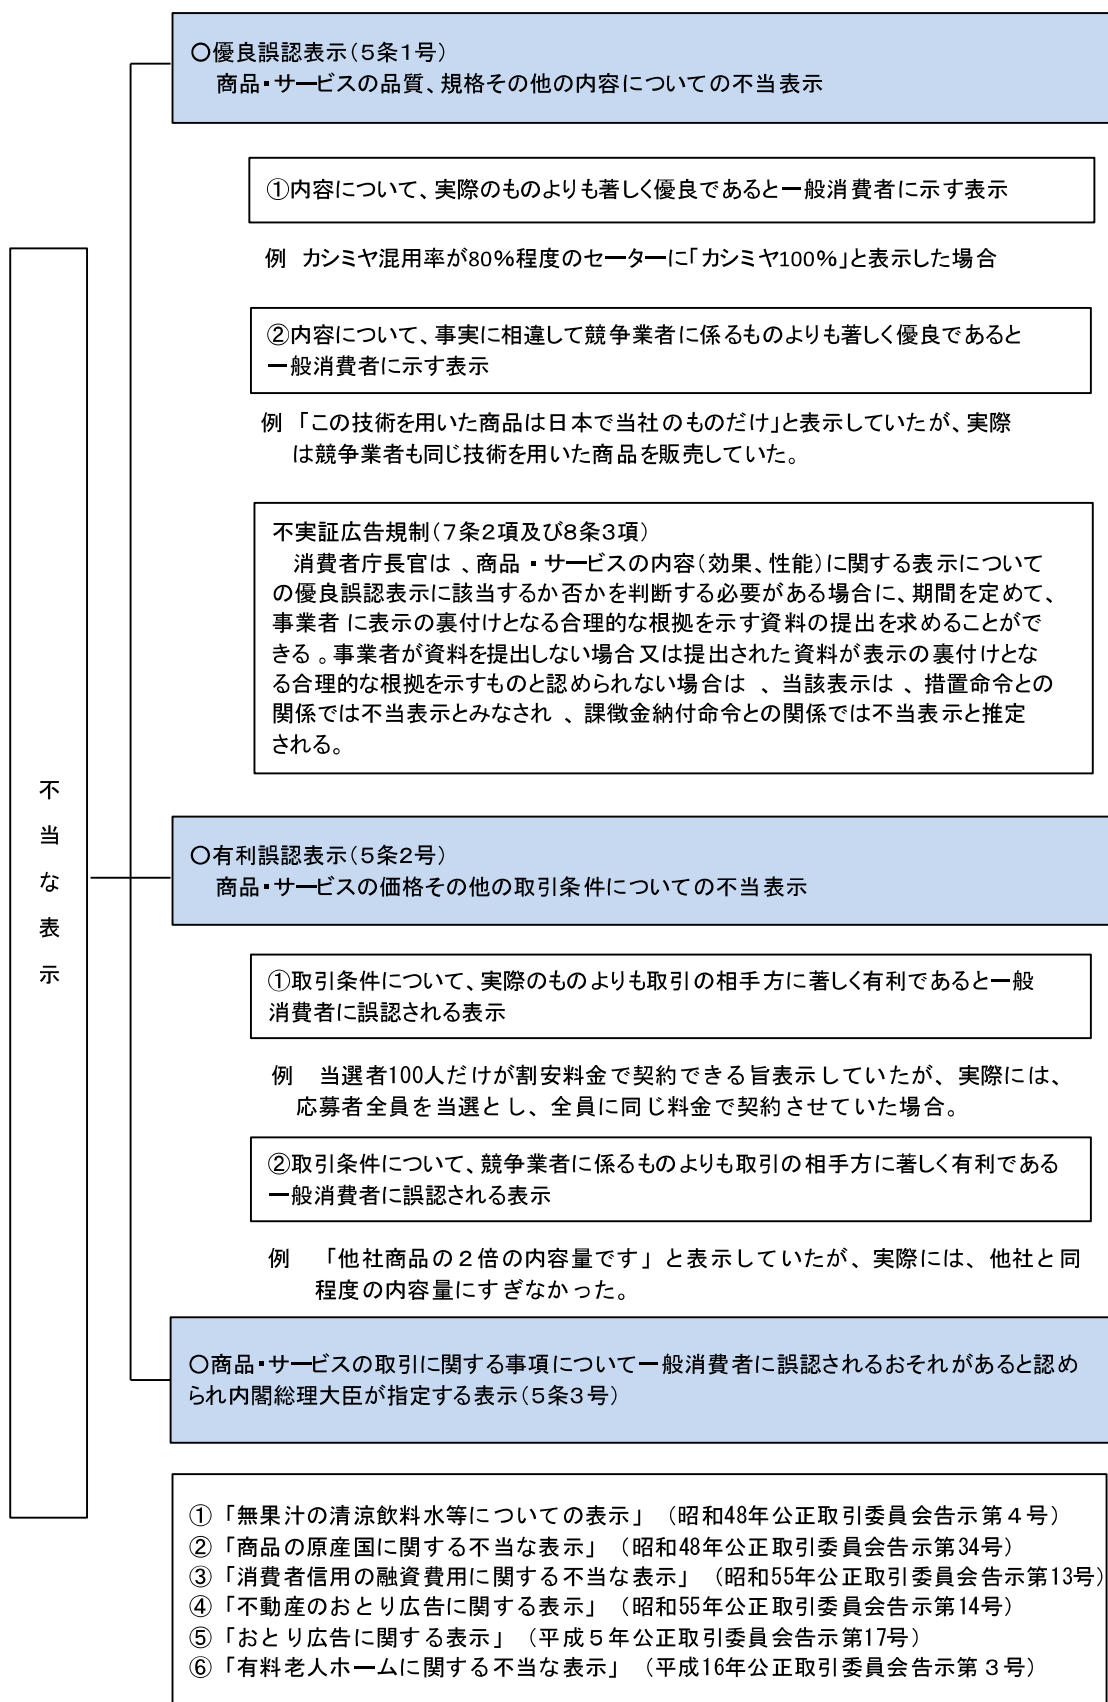 不当な表示
○優良誤認表示(5条1号)
商品・サービスの品質、規格その他の内容についての不当表示
①内容について、実際のものよりも著しく優良であると一般消費者に示す表示
例 カシミヤ混用率が80%程度のセーターに「カシミヤ100%」と表示した場合
②内容について、事実に相違して競争業者に係るものよりも著しく優良であると
一般消費者に示す表示
例 「この技術を用いた商品は日本で当社のものだけ」と表示していたが、実際
は競争業者も同じ技術を用いた商品を販売していた。
不実証広告規制(7条2項及び8条3項)
消費者庁長官は 、商品 ・ サービスの内容(効果、性能)に関する表示について
の優良誤認表示に該当するか否かを判断する必要がある場合に、期間を定めて、
事業者 に表示の裏付けとなる合理的な根拠を示す資料の提出を求めることがで
きる 。事業者が資料を提出しない場合又は提出された資料が表示の裏付けとな
る合理的な根拠を示すものと認められない場合は 、 当該表示は 、 措置命令との
関係では不当表示とみなされ 、 課徴金納付命令との関係では不当表示と推定
される。
○有利誤認表示(5条2号)
商品・サービスの価格その他の取引条件についての不当表示
①取引条件について、実際のものよりも取引の相手方に著しく有利であると一般
消費者に誤認される表示
例 当選者100人だけが割安料金で契約できる旨表示していたが、実際には、
応募者全員を当選とし、全員に同じ料金で契約させていた場合。
②取引条件について、競争業者に係るものよりも取引の相手方に著しく有利である
一般消費者に誤認される表示
例 「他社商品の2倍の内容量です」と表示していたが、実際には、他社と同
程度の内容量にすぎなかった。
○商品・サービスの取引に関する事項について一般消費者に誤認されるおそれがあると認め
られ内閣総理大臣が指定する表示(5条3号)
① 「無果汁の清涼飲料水等についての表示」 (昭和48年公正取引委員会告示第4号)
② 「商品の原産国に関する不当な表示」 (昭和48年公正取引委員会告示第34号)
③ 「消費者信用の融資費用に関する不当な表示」 (昭和55年公正取引委員会告示第13号)
④ 「不動産のおとり広告に関する表示」 (昭和55年公正取引委員会告示第14号)
⑤ 「おとり広告に関する表示」 (平成5年公正取引委員会告示第17号)
⑥ 「有料老人ホームに関する不当な表示」 (平成16年公正取引委員会告示第3号)